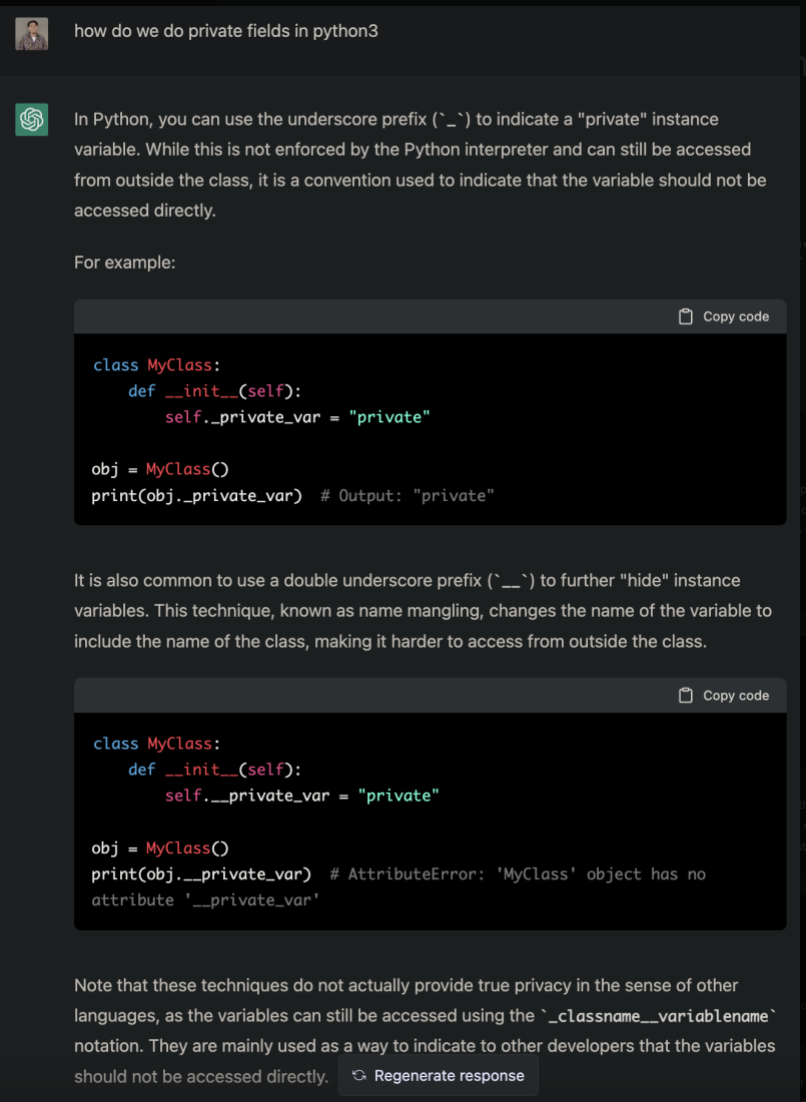 how do we do private fields in python3
In Python, you can use the underscore prefix (`_`) to indicate a "private" instance
variable. While this is not enforced by the Python interpreter and can still be accessed
from outside the class, it is a convention used to indicate that the variable should not be
accessed directly.
For example:
Copy code
class MyClass:
    def __init__(self):
        self._private_var = "private"
obj = MyClass()
print(obj._private_var)  # Output: "private"
It is also common to use a double underscore prefix (`__`) to further "hide" instance
variables. This technique, known as name mangling, changes the name of the variable to
include the name of the class, making it harder to access from outside the class.
Copy code
class MyClass:
    def __init__(self):
        self.__private_var = "private"
obj = MyClass()
print(obj.__private_var)  # AttributeError: 'MyClass' object has no
attribute '__private_var'
Note that these techniques do not actually provide true privacy in the sense of other
languages, as the variables can still be accessed using the `_classname__variablename`
notation. They are mainly used as a way to indicate to other developers that the variables
should not be accessed directly.
Regenerate response